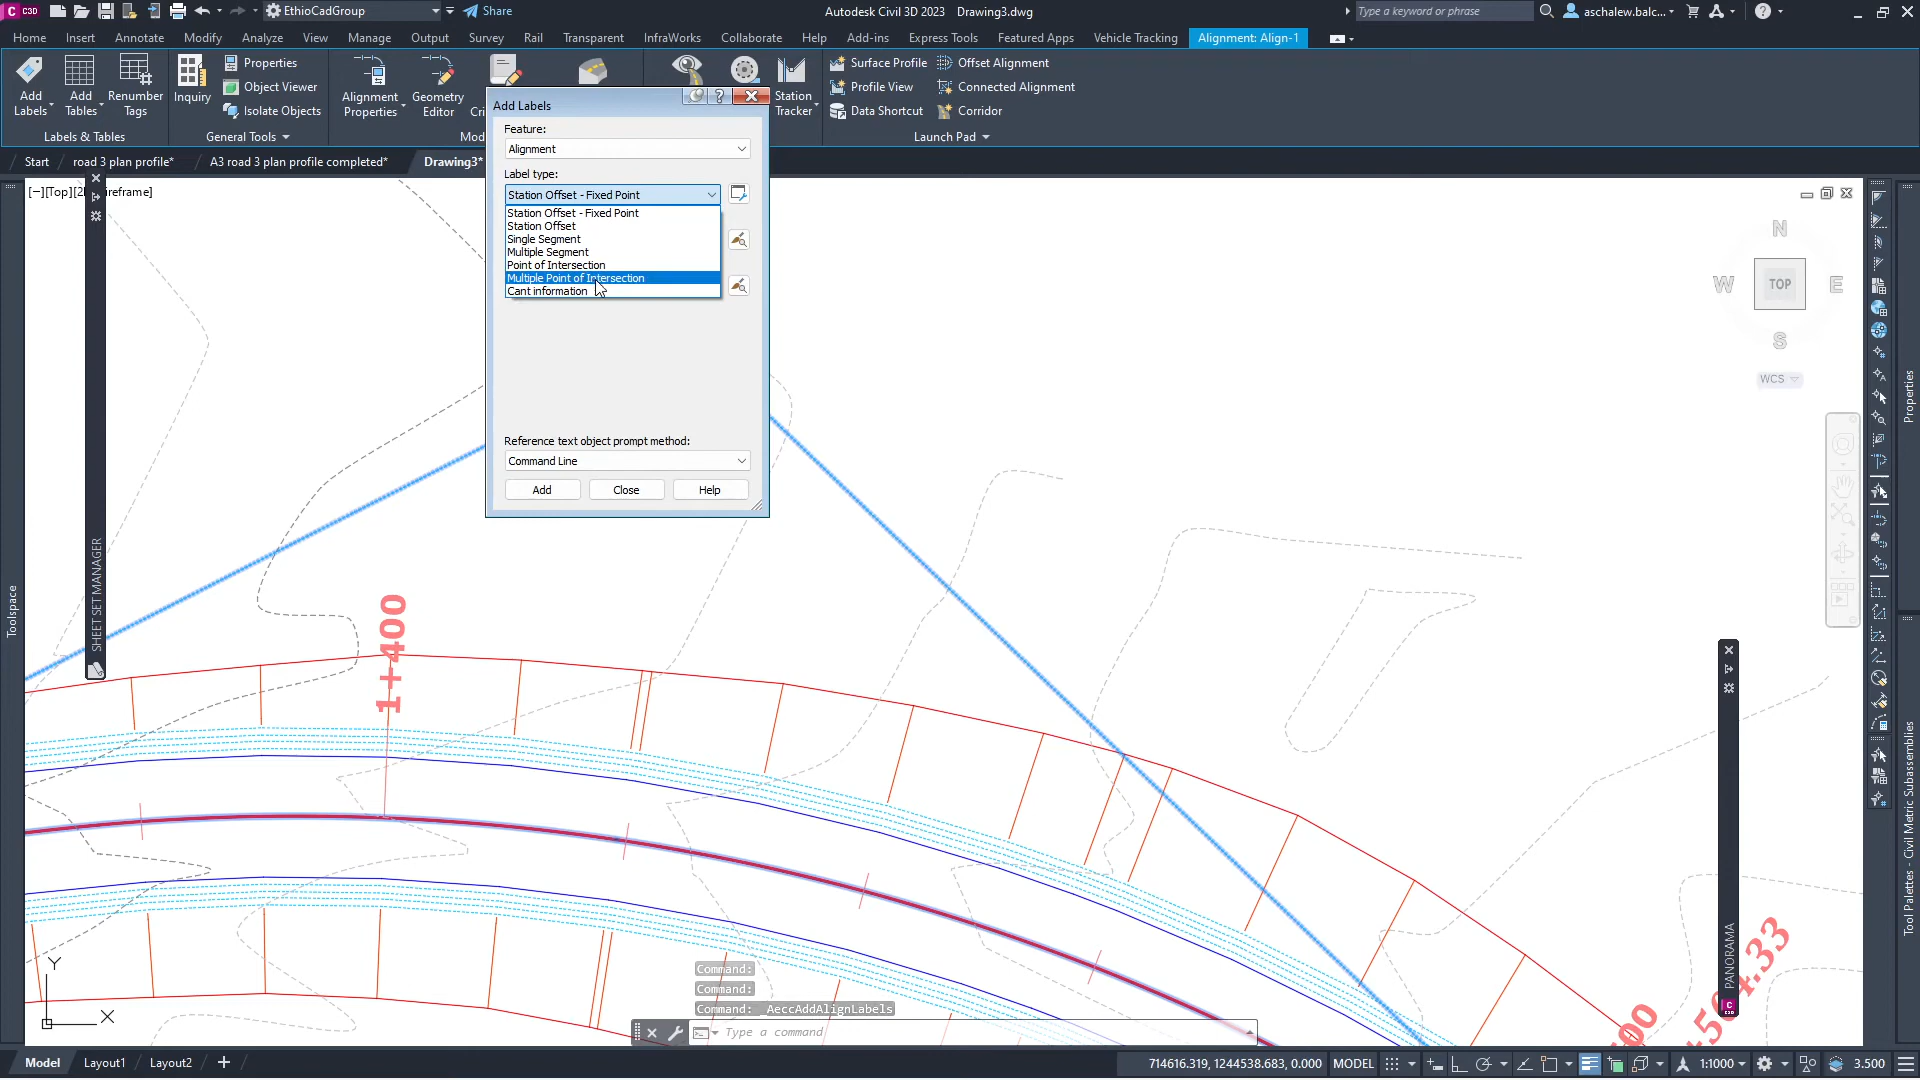 C3D
EthioCadGroup
Share
Autodesk Civil 3D 2023 Drawing3.dwg
Type a keyword or phrase
aschalew.balc...
Home Insert Annotate Modify Analyze View Manage Output Survey Rail Transparent InfraWorks Collaborate Help Add-ins Express Tools Featured Apps Vehicle Tracking Alignment: Align-1
Add Labels
Add Tables
Renumber Tags
Labels & Tables
Inquiry
Properties
Object Viewer
Isolate Objects
General Tools
Alignment Properties
Geometry Editor
Station Tracker
Surface Profile
Profile View
Data Shortcut
Offset Alignment
Connected Alignment
Corridor
Launch Pad
Start
road 3 plan profile*
A3 road 3 plan profile completed*
Drawing3*
Add Labels
Feature:
Alignment
Label type:
Station Offset - Fixed Point
Station Offset - Fixed Point
Station Offset
Single Segment
Multiple Segment
Point of Intersection
Multiple Point of Intersection
Cant information
Reference text object prompt method:
Command Line
Add
Close
Help
[−][Top]
N
W
TOP
E
S
WCS
Toolspace
SHEET SET MANAGER
1+400
Properties
Tool Palettes - Civil Metric Subassemblies
PANORAMA
Y
X
Command:
Command:
Command: _AeccAddAlignLabels
Type a command
Model
Layout1
Layout2
714616.319, 1244538.683, 0.000
MODEL
1:1000
3.500